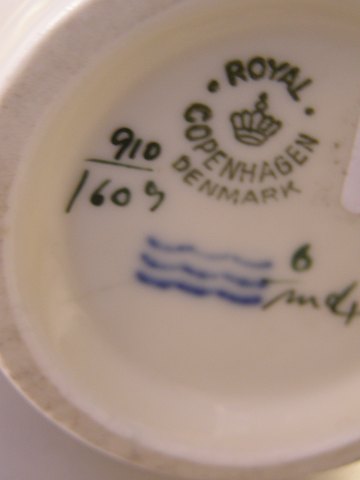 ROYAL
COPENHAGEN
DENMARK
910
1609
6